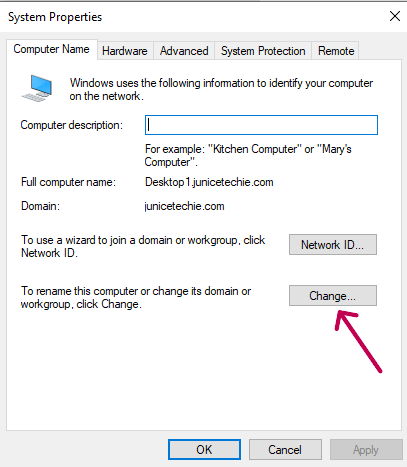 System Properties
Computer Name Hardware Advanced System Protection Remote
Windows uses the following information to identify your computer
on the network.
Computer description:
For example: "Kitchen Computer" or "Mary's
Computer".
Full computer name: Desktop1.junicetechie.com
Domain: junicetechie.com
To use a wizard to join a domain or workgroup, click
Network ID.
Network ID...
To rename this computer or change its domain or
workgroup, click Change.
Change...
OK Cancel Apply